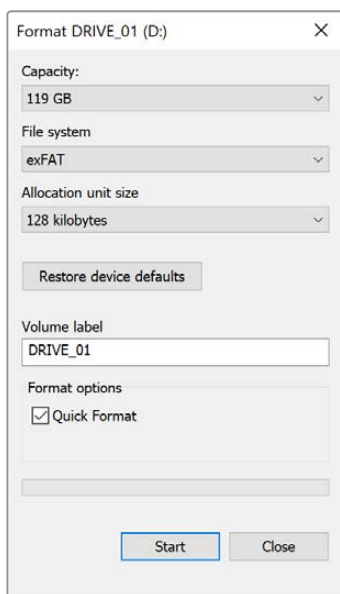 Format DRIVE_01 (D:)
Capacity:
119 GB
File system
exFAT
Allocation unit size
128 kilobytes
Restore device defaults
Volume label
DRIVE_01
Format options
Quick Format
Start
Close